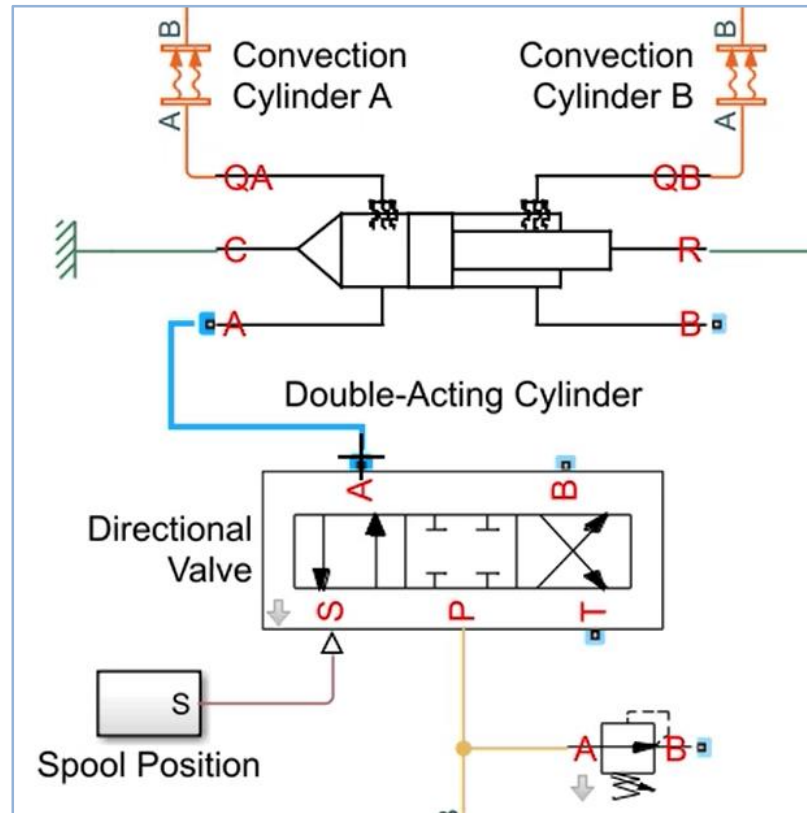 B
B
Convection
Cylinder A
Convection
Cylinder B
A
A
QA
QB
C
R
A
B
Double-Acting Cylinder
A
B
Directional
Valve
S
P
T
S
Spool Position
A
B
B